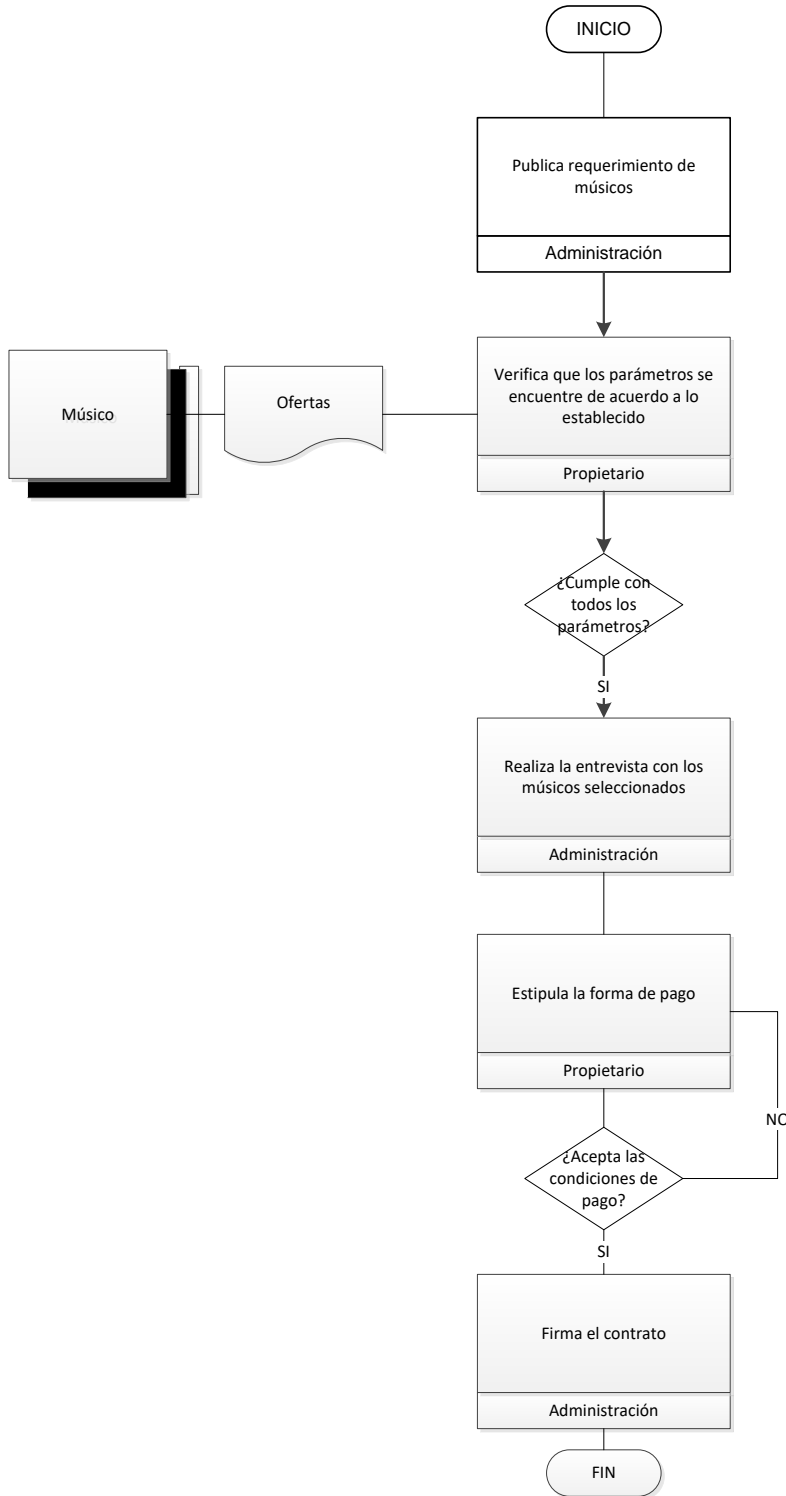 INICIO
Publica requerimiento de
músicos
Administración
Músico
Ofertas
Verifica que los parámetros se
encuentre de acuerdo a lo
establecido
Propietario
¿Cumple con
todos los
parámetros?
SI
Realiza la entrevista con los
músicos seleccionados
Administración
Estipula la forma de pago
Propietario
NO
¿Acepta las
condiciones de
pago?
SI
Firma el contrato
Administración
FIN